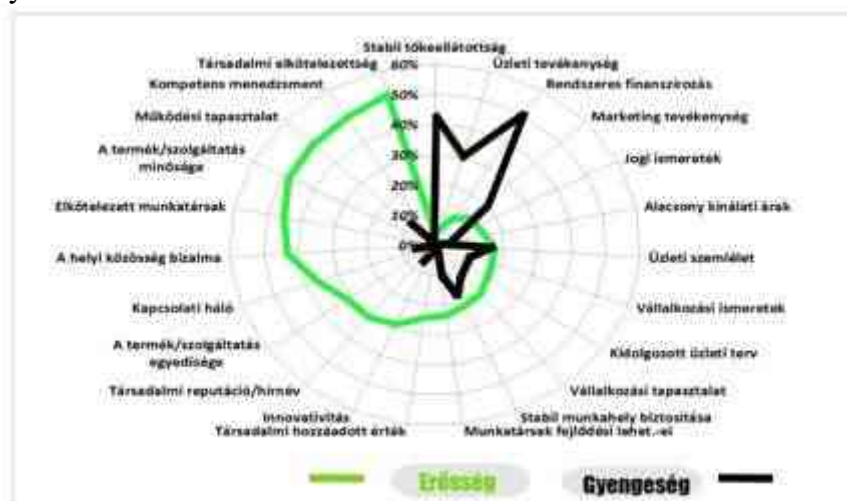 Stabil tőkeellátottság
Társadalmi elkötelezettség
Üzleti tevékenység
60%
Kompetens menedzsment
Rendszeres finanszírozás
50%
Működési tapasztalat
Marketing tevékenység
40%
A termék/szolgáltatás
minősége
Jogi ismeretek
30%
20%
Elkötelezett munkatársak
Alacsony kínálati árak
10%
0%
A helyi közösség bizalma
Üzleti szemlélet
Kapcsolati háló
Vállalkozási ismeretek
A termék/szolgáltatás
egyedisége
Kidolgozott üzleti terv
Társadalmi reputáció/hírnév
Vállalkozási tapasztalat
Innovativitás
Stabil munkahely biztosítása
Társadalmi hozzáadott érték
Munkatársak fejlődési lehet.-ei
Erősség
Gyengeség